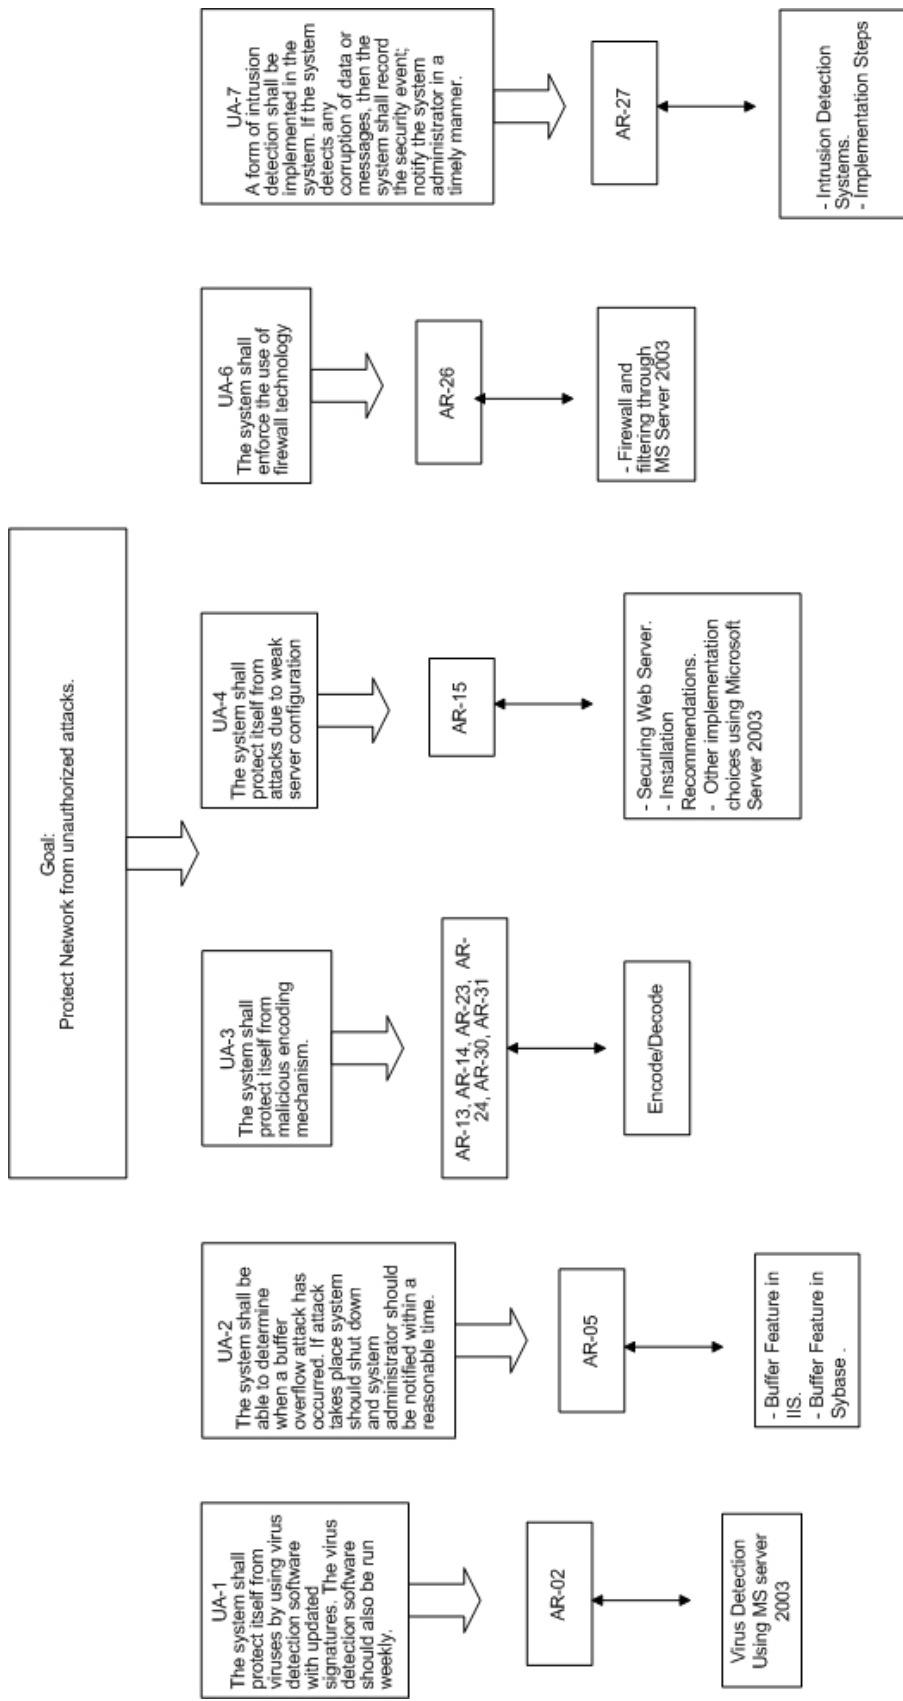 Goal:
Protect Network from unauthorized attacks.
UA-1
The system shall
protect itself from
viruses by using virus
detection software
with updated
signatures. The virus
detection software
should also be run
weekly.
AR-02
Virus Detection
Using MS server
2003
UA-2
The system shall be
able to determine
when a buffer
overflow attack has
occurred. If attack
takes place system
should shut down
and system
administrator should
be notified within a
reasonable time.
AR-05
- Buffer Feature in
IIS.
- Buffer Feature in
Sybase .
UA-3
The system shall
protect itself from
malicious encoding
mechanism.
AR-13, AR-14, AR-23, AR-
24, AR-30, AR-31
Encode/Decode
UA-4
The system shall
protect itself from
attacks due to weak
server configuration
AR-15
- Securing Web Server.
- Installation
Recommendations.
- Other implementation
choices using Microsoft
Server 2003
UA-6
The system shall
enforce the use of
firewall technology
AR-26
- Firewall and
filtering through
MS Server 2003
UA-7
A form of intrusion
detection shall be
implemented in the
system. If the system
detects any
corruption of data or
messages, then the
system shall record
the security event;
notify the system
administrator in a
timely manner.
AR-27
- Intrusion Detection
Systems.
- Implementation Steps